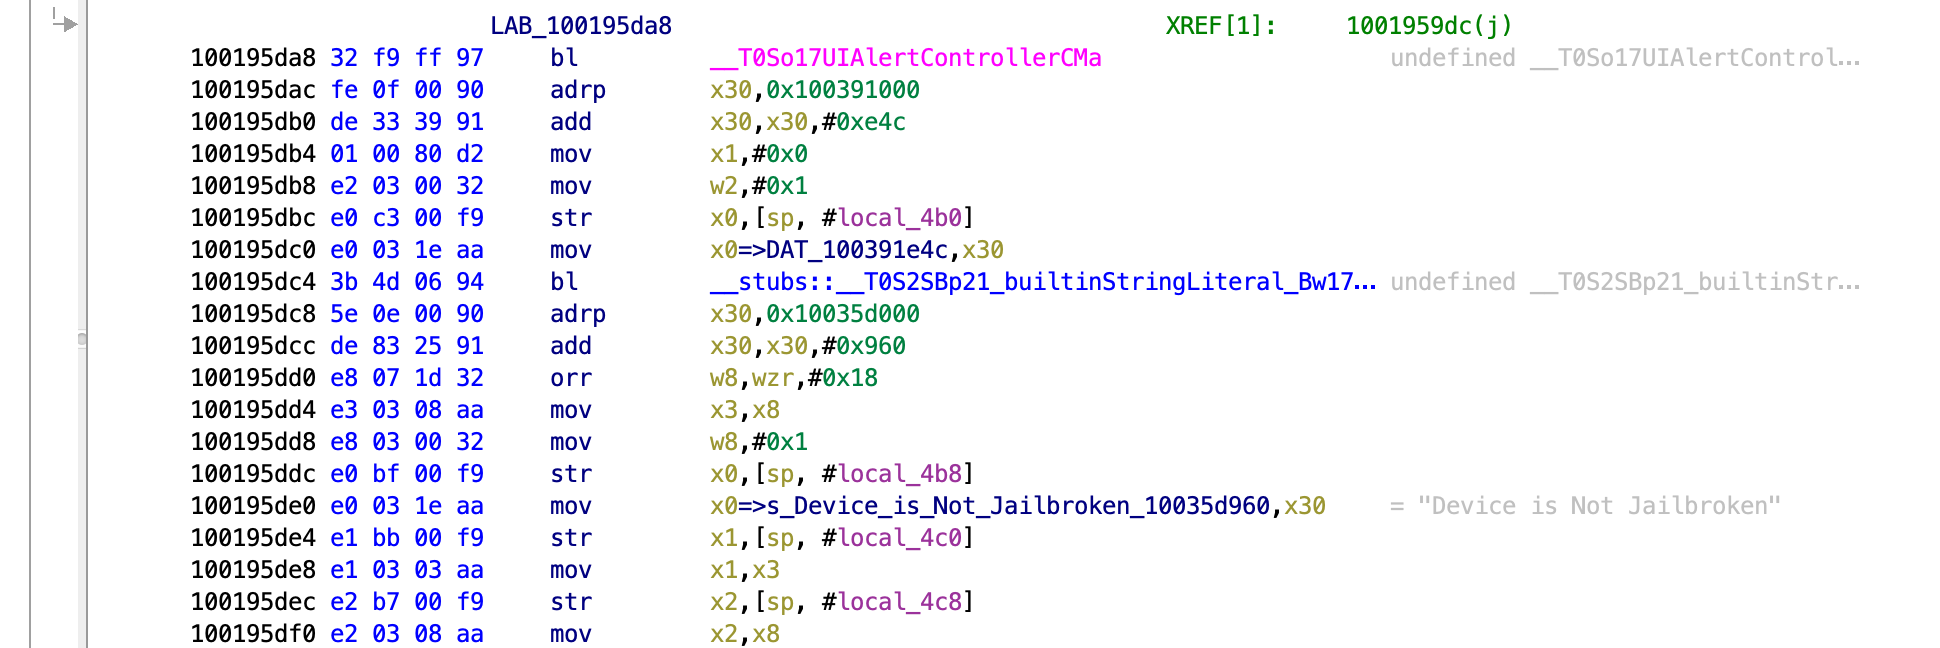 LAB_100195da8 XREF[1]: 1001959dc(j)
100195da8 32 f9 ff 97 bl __T0So17UIAlertControllerCMa undefined __T0So17UIAlertControl...
100195dac fe 0f 00 90 adrp x30,0x100391000
100195db0 de 33 39 91 add x30,x30,#0xe4c
100195db4 01 00 80 d2 mov x1,#0x0
100195db8 e2 03 00 32 mov w2,#0x1
100195dbc e0 c3 00 f9 str x0,[sp, #local_4b0]
100195dc0 e0 03 1e aa mov x0=>DAT_100391e4c,x30
100195dc4 3b 4d 06 94 bl __stubs::__T0S2SBp21_builtinStringLiteral_Bw17... undefined __T0S2SBp21_builtinStr...
100195dc8 5e 0e 00 90 adrp x30,0x10035d000
100195dcc de 83 25 91 add x30,x30,#0x960
100195dd0 e8 07 1d 32 orr w8,wzr,#0x18
100195dd4 e3 03 08 aa mov x3,x8
100195dd8 e8 03 00 32 mov w8,#0x1
100195ddc e0 bf 00 f9 str x0,[sp, #local_4b8]
100195de0 e0 03 1e aa mov x0=>s_Device_is_Not_Jailbroken_10035d960,x30 = "Device is Not Jailbroken"
100195de4 e1 bb 00 f9 str x1,[sp, #local_4c0]
100195de8 e1 03 03 aa mov x1,x3
100195dec e2 b7 00 f9 str x2,[sp, #local_4c8]
100195df0 e2 03 08 aa mov x2,x8